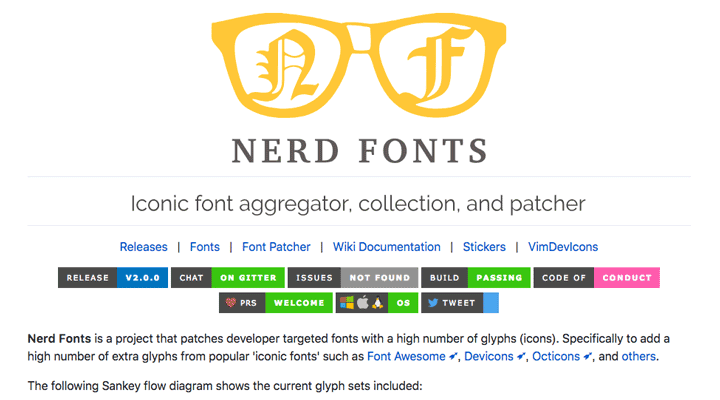 N F
NERD FONTS
Iconic font aggregator, collection, and patcher
Releases | Fonts | Font Patcher | Wiki Documentation | Stickers | VimDevIcons
RELEASE V2.0.0 CHAT ON GITTER ISSUES NOT FOUND BUILD PASSING CODE OF CONDUCT
PRS WELCOME OS TWEET
Nerd Fonts is a project that patches developer targeted fonts with a high number of glyphs (icons). Specifically to add a
high number of extra glyphs from popular 'iconic fonts' such as Font Awesome, Devicons, Octicons, and others.
The following Sankey flow diagram shows the current glyph sets included: